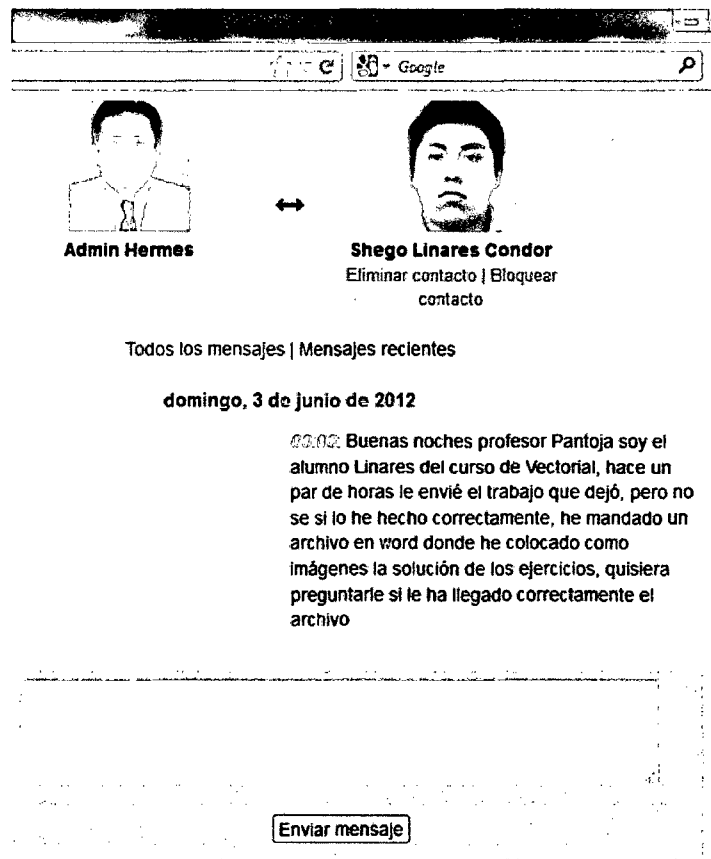 Google
Admin Hermes
Shego Linares Condor
Eliminar contacto | Bloquear
contacto
Todos los mensajes | Mensajes recientes
domingo, 3 de junio de 2012
Buenas noches profesor Pantoja soy el
alumno Linares del curso de Vectorial, hace un
par de horas le envié el trabajo que dejó, pero no
se si lo he hecho correctamente, he mandado un
archivo en word donde he colocado como
imágenes la solución de los ejercicios, quisiera
preguntarle si le ha llegado correctamente el
archivo
Enviar mensaje